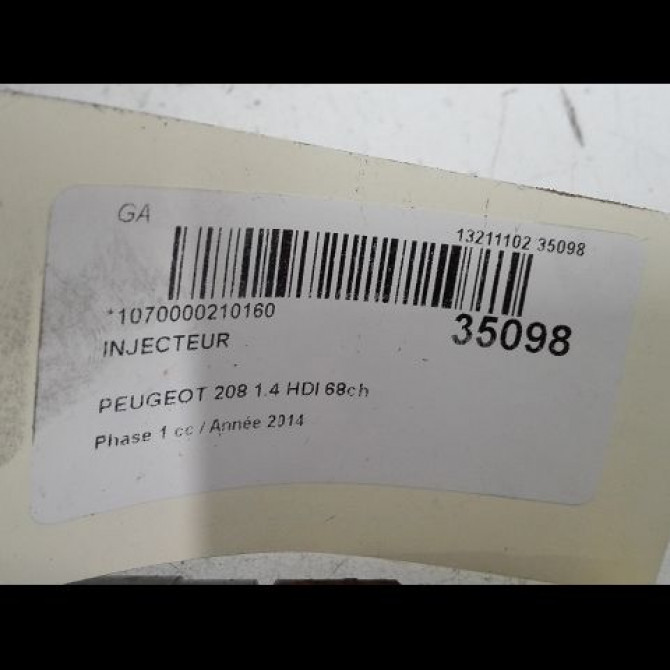 GA
13211102 35098
*1070000210160
35098
INJECTEUR
PEUGEOT 208 1.4 HDI 68ch
Phase 1 cc / Année 2014